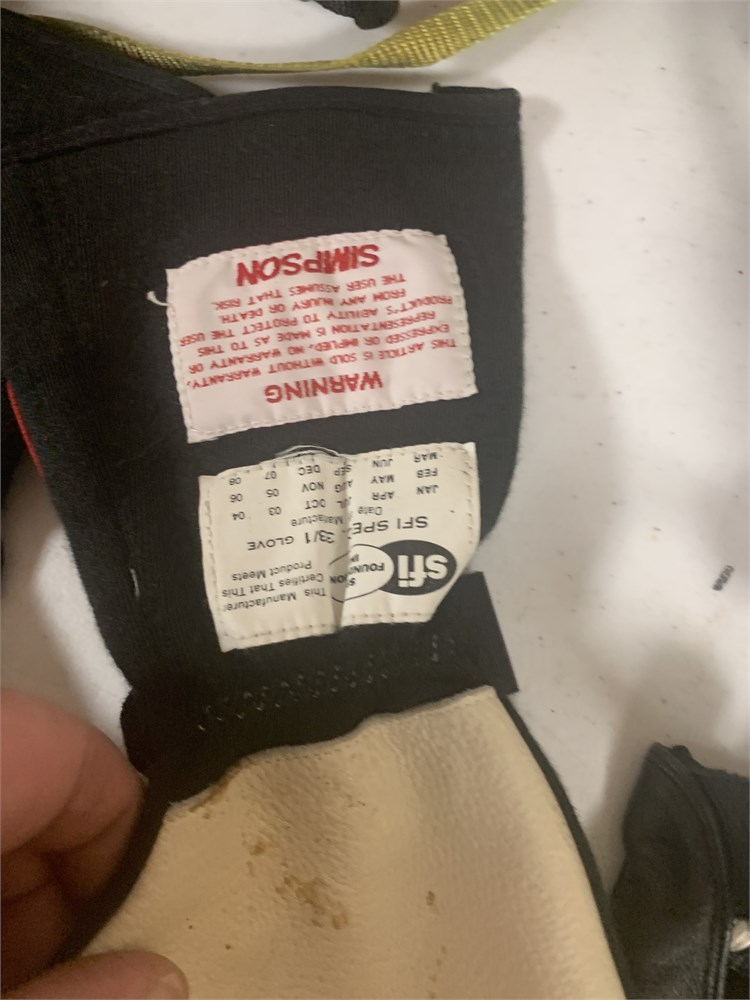 WARNING
THIS ARTICLE IS SOLD WITHOUT WARRANTY,
EXPRESSED OR IMPLIED. NO WARRANTY OR
REPRESENTATION IS MADE AS TO THIS
PRODUCT'S ABILITY TO PROTECT THE USER
FROM ANY INJURY OR DEATH.
THE USER ASSUMES THAT RISK.
SIMPSON
sfi
This Manufacturer
Certifies That This
Product Meets
SFI 3.3/1 GLOVE
Date Mafacture
JAN APR JUL OCT 03 04
FEB MAY AUG NOV 05 06
MAR JUN SEP DEC 07 08